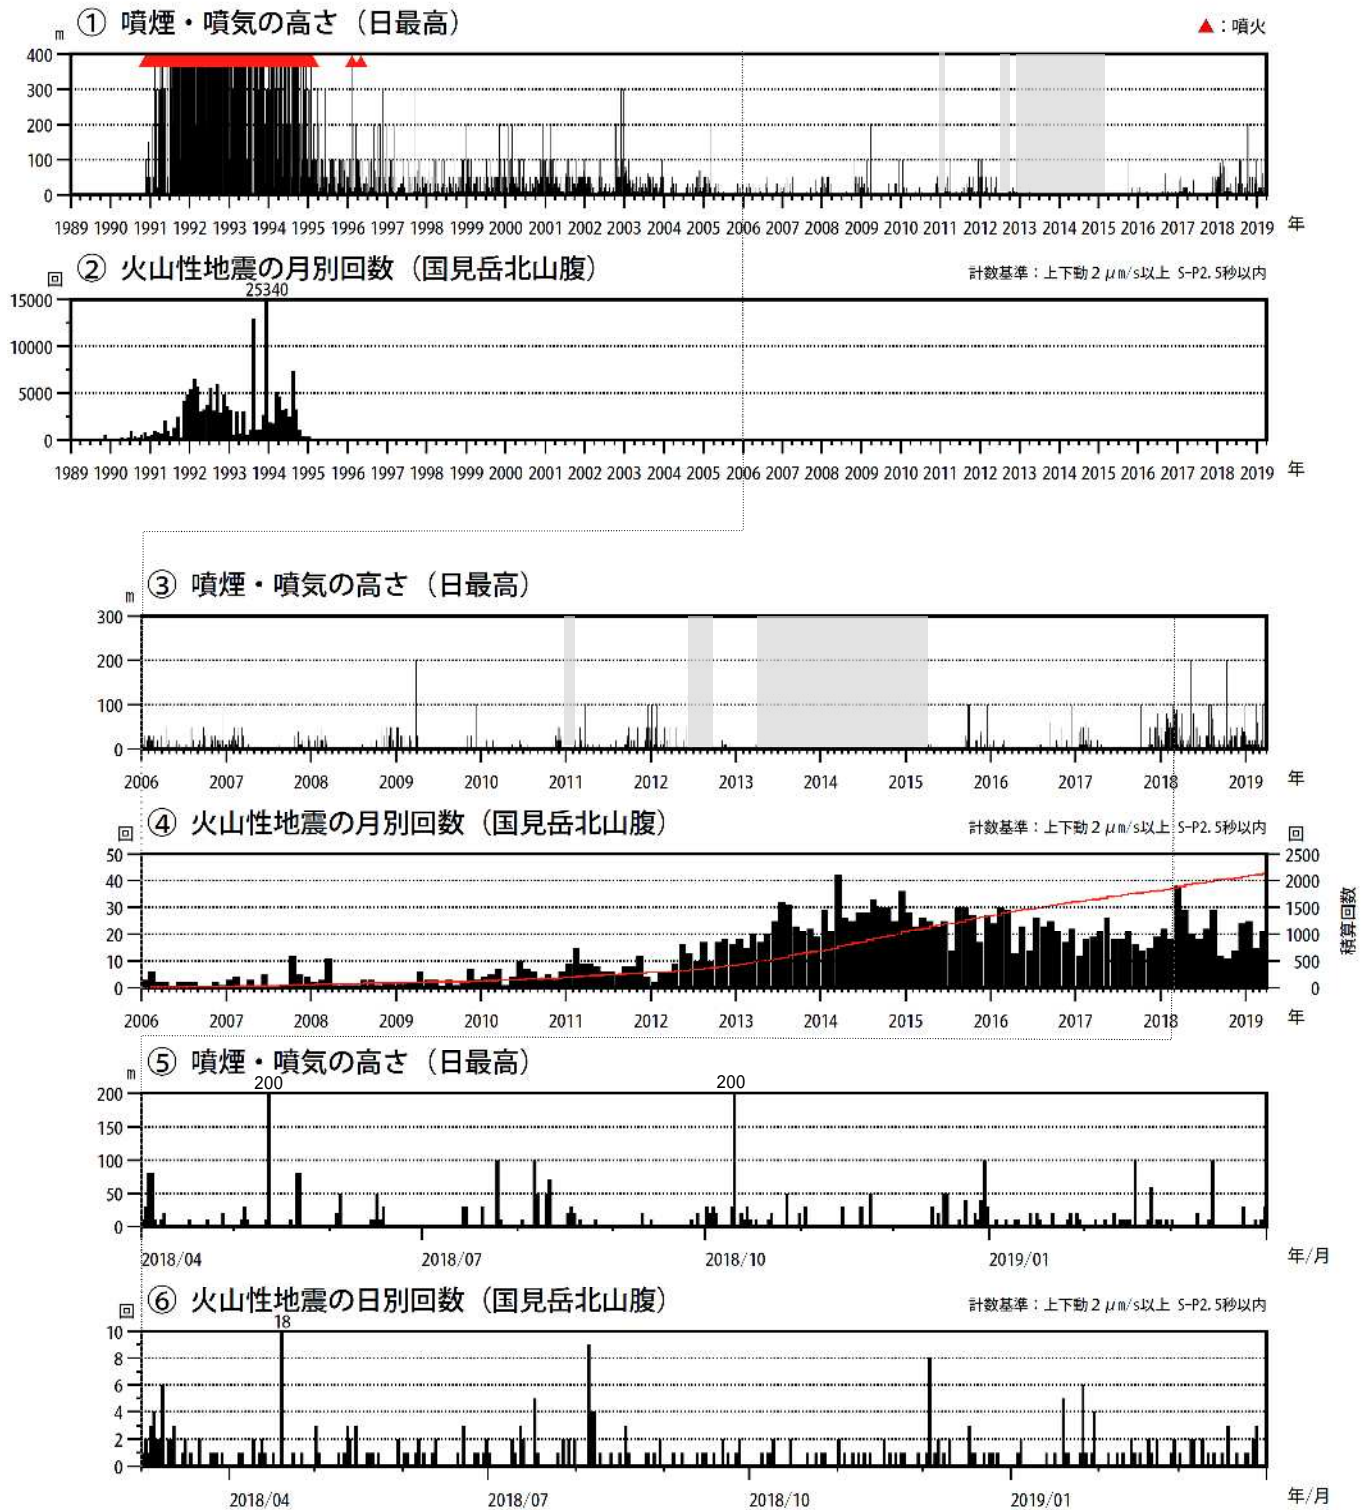 ① 噴煙・噴気の高さ（日最高）
▲：噴火
m
400
300
200
100
0
1989 1990 1991 1992 1993 1994 1995 1996 1997 1998 1999 2000 2001 2002 2003 2004 2005 2006 2007 2008 2009 2010 2011 2012 2013 2014 2015 2016 2017 2018 2019 年
② 火山性地震の月別回数（国見岳北山腹）
計数基準：上下動２μm/s以上 S-P2.5秒以内
回
25340
15000
10000
5000
0
1989 1990 1991 1992 1993 1994 1995 1996 1997 1998 1999 2000 2001 2002 2003 2004 2005 2006 2007 2008 2009 2010 2011 2012 2013 2014 2015 2016 2017 2018 2019 年
③ 噴煙・噴気の高さ（日最高）
m
300
200
100
0
2006 2007 2008 2009 2010 2011 2012 2013 2014 2015 2016 2017 2018 2019 年
④ 火山性地震の月別回数（国見岳北山腹）
計数基準：上下動２μm/s以上 S-P2.5秒以内
回 回
50 2500
40 2000
30 1500
20 1000
10 500
0 0
積算回数
2006 2007 2008 2009 2010 2011 2012 2013 2014 2015 2016 2017 2018 2019 年
⑤ 噴煙・噴気の高さ（日最高）
m
200 200
200
150
100
50
0
2018/04 2018/07 2018/10 2019/01 年/月
⑥ 火山性地震の日別回数（国見岳北山腹）
計数基準：上下動２μm/s以上 S-P2.5秒以内
回
18
10
8
6
4
2
0
2018/04 2018/07 2018/10 2019/01 年/月